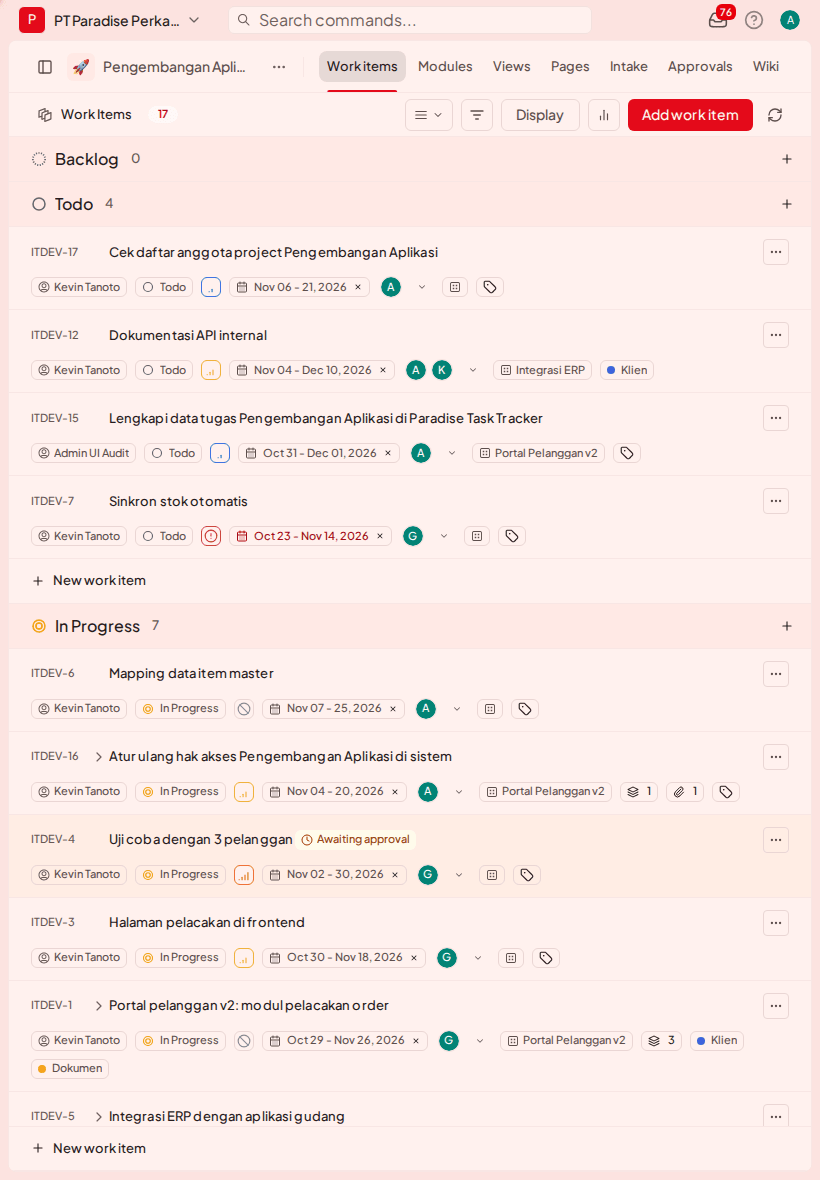 P PT Paradise Perka... Search commands... 76 A
Pengembangan Apli... Work items Modules Views Pages Intake Approvals Wiki
Work Items 17 Display Add work item
Backlog 0
Todo 4
ITDEV-17 Cek daftar anggota project Pengembangan Aplikasi
Kevin Tanoto Todo Nov 06 - 21, 2026 A
ITDEV-12 Dokumentasi API internal
Kevin Tanoto Todo Nov 04 - Dec 10, 2026 A K Integrasi ERP Klien
ITDEV-15 Lengkapi data tugas Pengembangan Aplikasi di Paradise Task Tracker
Admin UI Audit Todo Oct 31 - Dec 01, 2026 A Portal Pelanggan v2
ITDEV-7 Sinkron stok otomatis
Kevin Tanoto Todo Oct 23 - Nov 14, 2026 G
New work item
In Progress 7
ITDEV-6 Mapping data item master
Kevin Tanoto In Progress Nov 07 - 25, 2026 A
ITDEV-16 Atur ulang hak akses Pengembangan Aplikasi di sistem
Kevin Tanoto In Progress Nov 04 - 20, 2026 A Portal Pelanggan v2 1 1
ITDEV-4 Uji coba dengan 3 pelanggan Awaiting approval
Kevin Tanoto In Progress Nov 02 - 30, 2026 G
ITDEV-3 Halaman pelacakan di frontend
Kevin Tanoto In Progress Oct 30 - Nov 18, 2026 G
ITDEV-1 Portal pelanggan v2: modul pelacakan order
Kevin Tanoto In Progress Oct 29 - Nov 26, 2026 G Portal Pelanggan v2 3 Klien
Dokumen
ITDEV-5 Integrasi ERP dengan aplikasi gudang
New work item